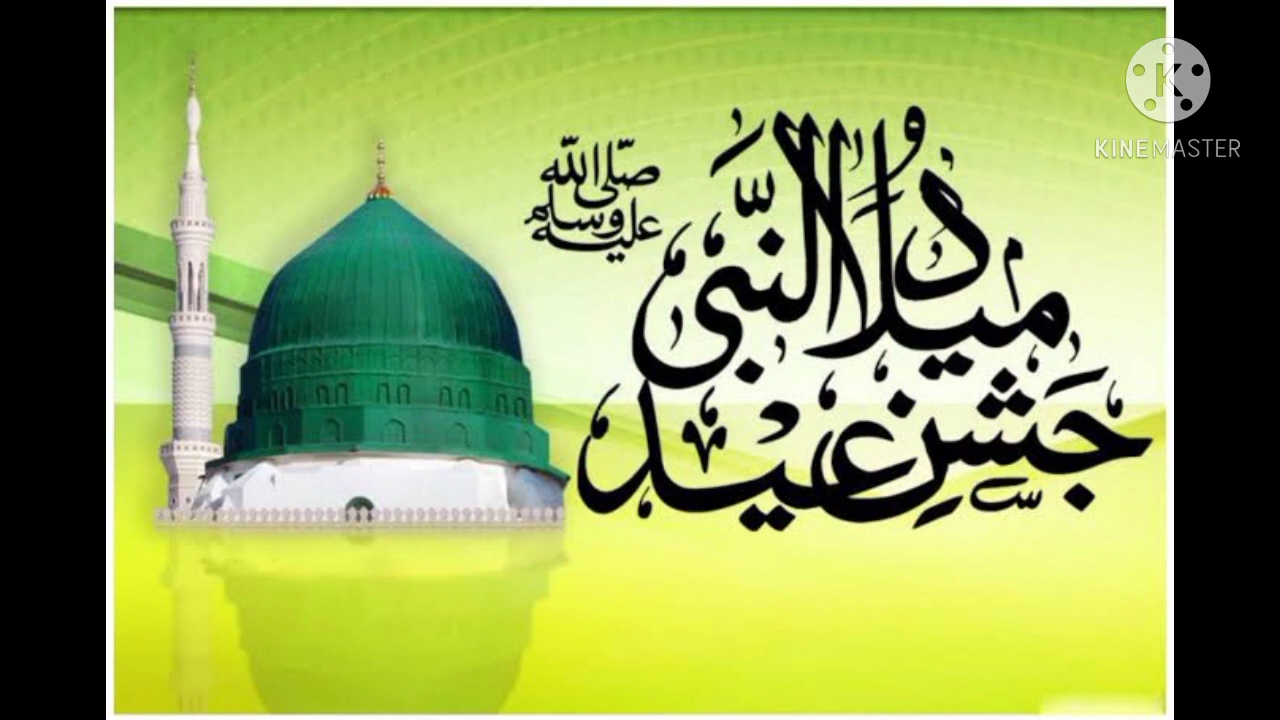 جشنِ عید
میلاد النبی
صلی اللہ
علیہ وسلم
KINEMASTER